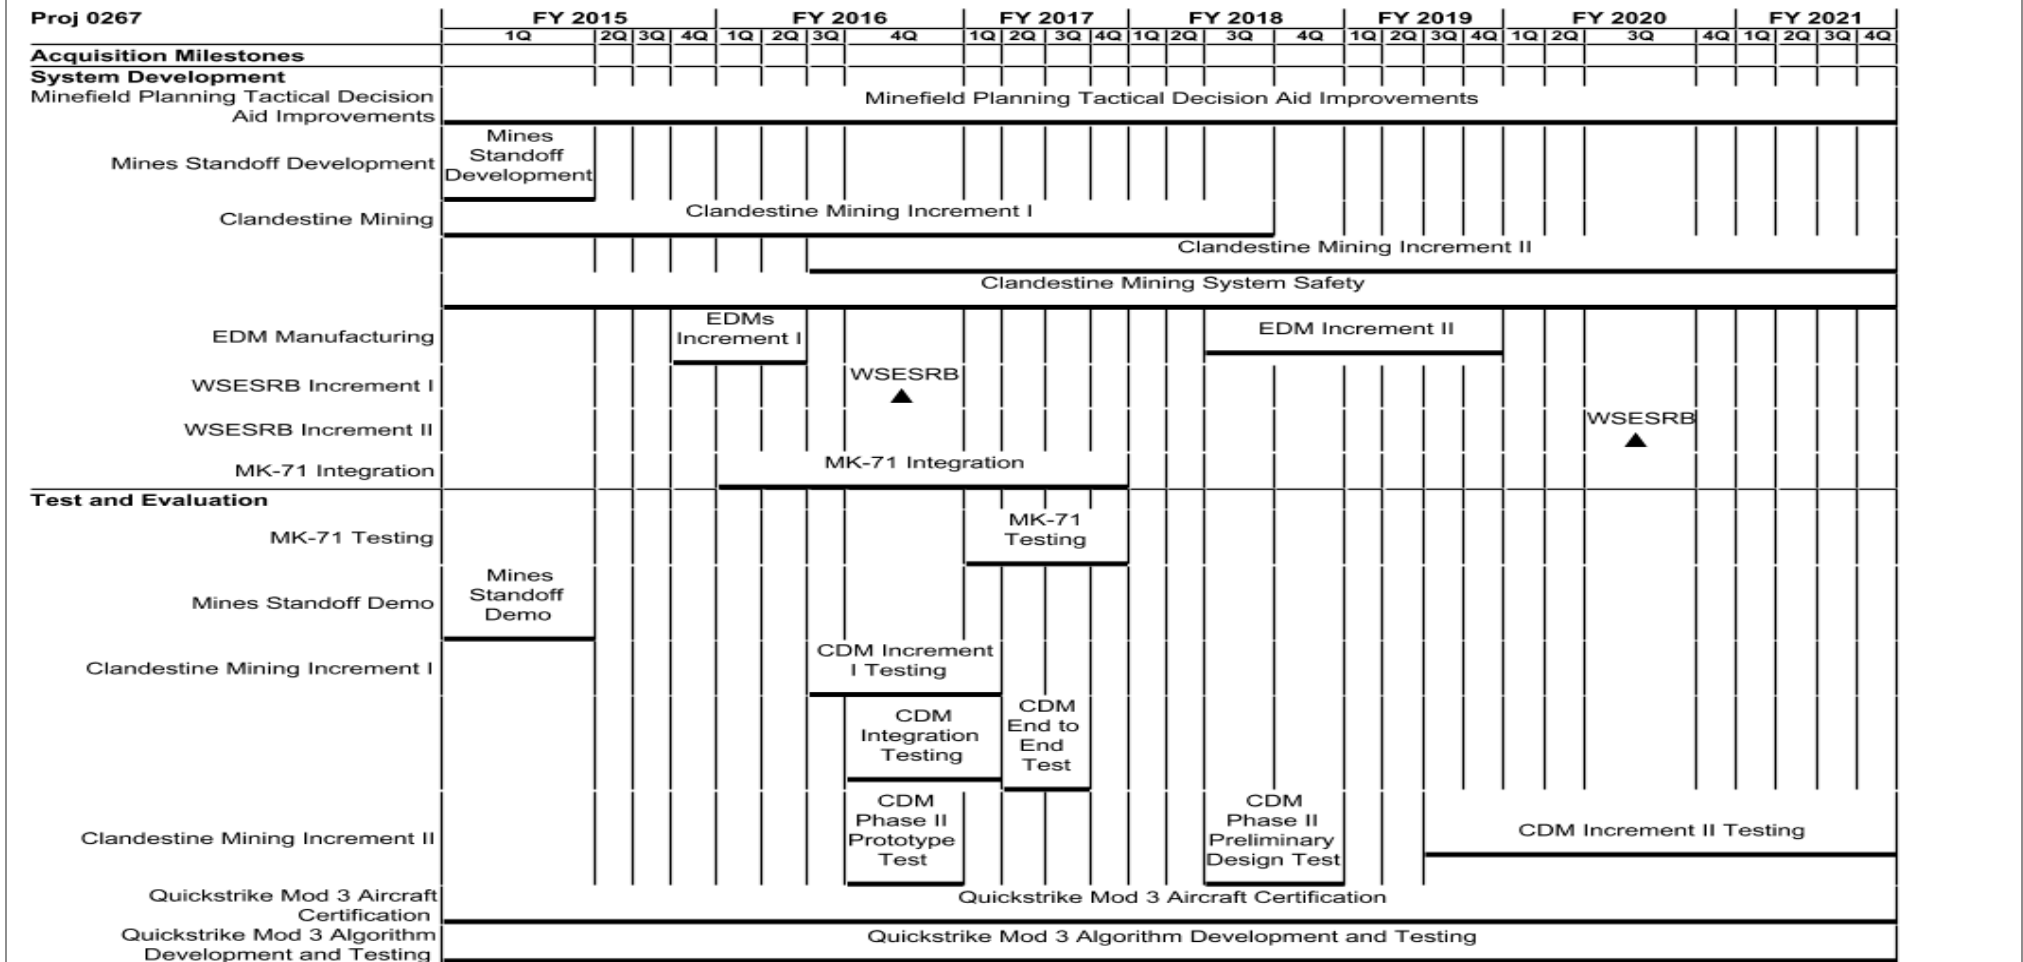 Proj 0267 FY 2015 FY 2016 FY 2017 FY 2018 FY 2019 FY 2020 FY 2021
1Q 2Q 3Q 4Q 1Q 2Q 3Q 4Q 1Q 2Q 3Q 4Q 1Q 2Q 3Q 4Q 1Q 2Q 3Q 4Q 1Q 2Q 3Q 4Q 1Q 2Q 3Q 4Q
Acquisition Milestones
System Development
Minefield Planning Tactical Decision
Aid Improvements
Minefield Planning Tactical Decision Aid Improvements
Mines Standoff Development
Mines
Standoff
Development
Clandestine Mining
Clandestine Mining Increment I
Clandestine Mining Increment II
Clandestine Mining System Safety
EDM Manufacturing
EDMs
Increment I
EDM Increment II
WSESRB Increment I
WSESRB
WSESRB Increment II
WSESRB
MK-71 Integration
MK-71 Integration
Test and Evaluation
MK-71 Testing
MK-71
Testing
Mines Standoff Demo
Mines
Standoff
Demo
Clandestine Mining Increment I
CDM Increment
I Testing
CDM
Integration
Testing
CDM
End to
End
Test
Clandestine Mining Increment II
CDM
Phase II
Prototype
Test
CDM
Phase II
Preliminary
Design Test
CDM Increment II Testing
Quickstrike Mod 3 Aircraft
Certification
Quickstrike Mod 3 Aircraft Certification
Quickstrike Mod 3 Algorithm
Development and Testing
Quickstrike Mod 3 Algorithm Development and Testing